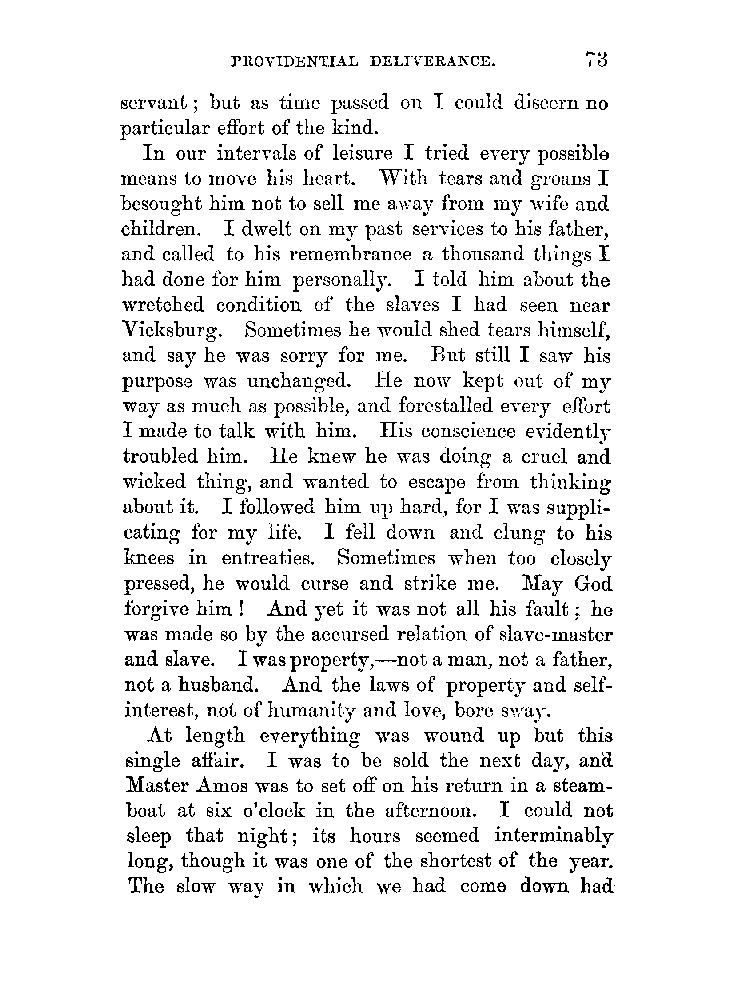 PROVIDENTIAL DELIVERANCE. 73
servant; but as time passed on I could discern no
particular effort of the kind.
In our intervals of leisure I tried every possible
means to move his heart. With tears and groans I
besought him not to sell me away from my wife and
children. I dwelt on my past services to his father,
and called to his remembrance a thousand things I
had done for him personally. I told him about the
wretched condition of the slaves I had seen near
Vicksburg. Sometimes he would shed tears himself,
and say he was sorry for me. But still I saw his
purpose was unchanged. He now kept out of my
way as much as possible, and forestalled every effort
I made to talk with him. His conscience evidently
troubled him. He knew he was doing a cruel and
wicked thing, and wanted to escape from thinking
about it. I followed him up hard, for I was suppli-
cating for my life. I fell down and clung to his
knees in entreaties. Sometimes when too closely
pressed, he would curse and strike me. May God
forgive him! And yet it was not all his fault; he
was made so by the accursed relation of slave-master
and slave. I was property,—not a man, not a father,
not a husband. And the laws of property and self-
interest, not of humanity and love, bore sway.
At length everything was wound up but this
single affair. I was to be sold the next day, and
Master Amos was to set off on his return in a steam-
boat at six o'clock in the afternoon. I could not
sleep that night; its hours seemed interminably
long, though it was one of the shortest of the year.
The slow way in which we had come down had